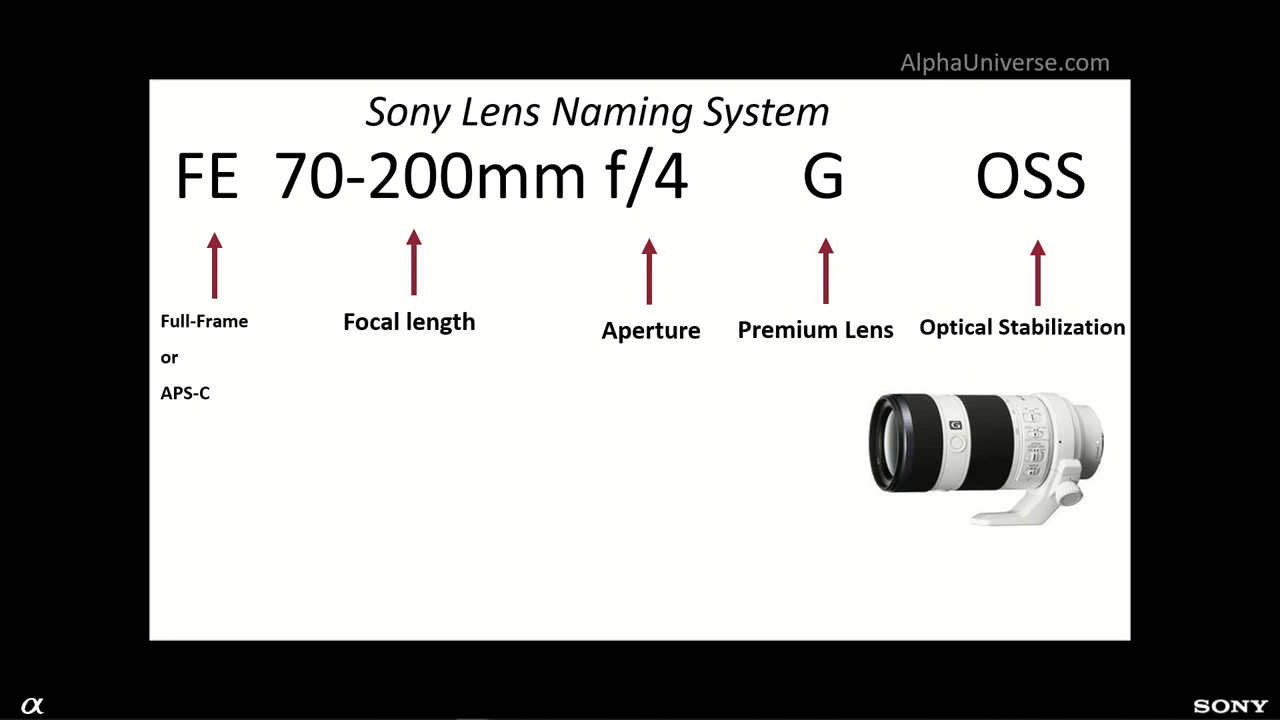 AlphaUniverse.com
Sony Lens Naming System
FE 70-200mm f/4 G OSS
Full-Frame
or
APS-C
Focal length
Aperture
Premium Lens
Optical Stabilization
G
α
SONY